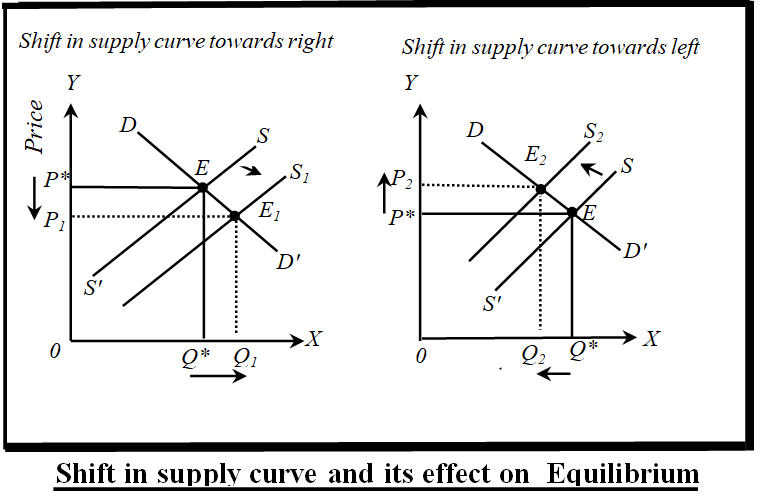 Shift in supply curve towards right
Y
Price
D
S
E
S1
P*
P1
E1
D'
S'
0
Q*
Q1
X
Shift in supply curve towards left
Y
D
S2
E2
S
P2
P*
E
D'
S'
0
Q2
Q*
X
Shift in supply curve and its effect on Equilibrium